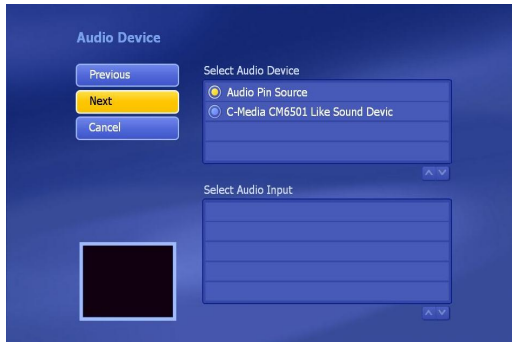 Audio Device
Previous
Next
Cancel
Select Audio Device
Audio Pin Source
C-Media CM6501 Like Sound Devic
Select Audio Input